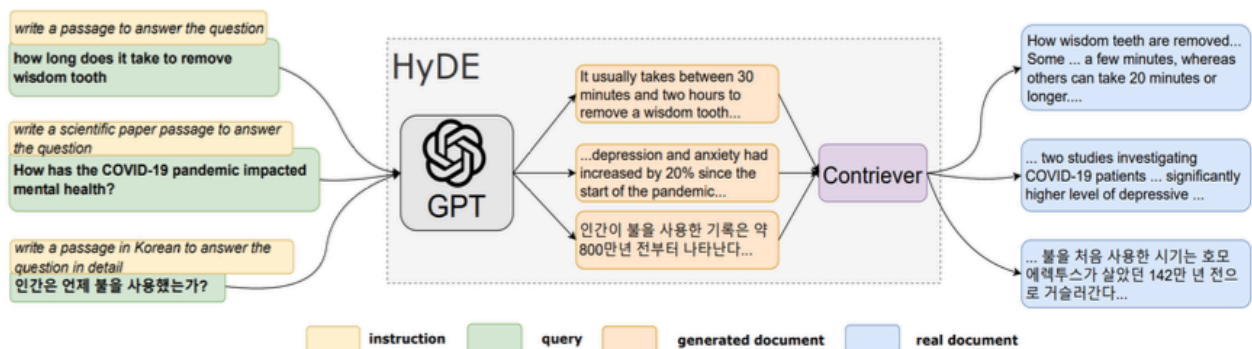 write a passage to answer the question
how long does it take to remove
wisdom tooth
write a scientific paper passage to answer
the question
How has the COVID-19 pandemic impacted
mental health?
write a passage in Korean to answer the
question in detail
인간은 언제 불을 사용했는가?
HyDE
GPT
It usually takes between 30
minutes and two hours to
remove a wisdom tooth...
...depression and anxiety had
increased by 20% since the
start of the pandemic...
인간이 불을 사용한 기록은 약
800만년 전부터 나타난다...
Contriever
How wisdom teeth are removed...
Some ... a few minutes, whereas
others can take 20 minutes or
longer....
... two studies investigating
COVID-19 patients ... significantly
higher level of depressive ...
... 불을 처음 사용한 시기는 호모
에렉투스가 살았던 142만 년 전으
로 거슬러간다...
instruction
query
generated document
real document